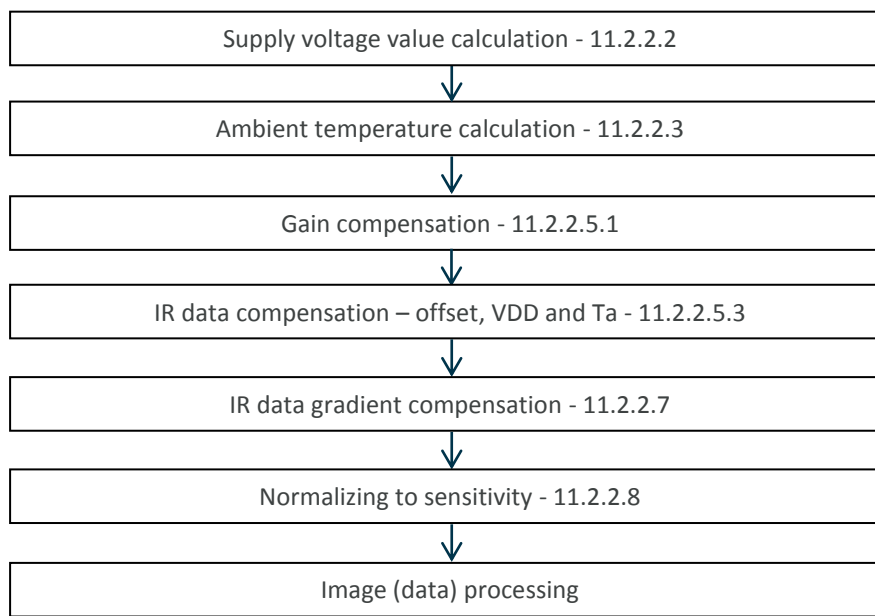 Supply voltage value calculation - 11.2.2.2
Ambient temperature calculation - 11.2.2.3
Gain compensation - 11.2.2.5.1
IR data compensation – offset, VDD and Ta - 11.2.2.5.3
IR data gradient compensation - 11.2.2.7
Normalizing to sensitivity - 11.2.2.8
Image (data) processing